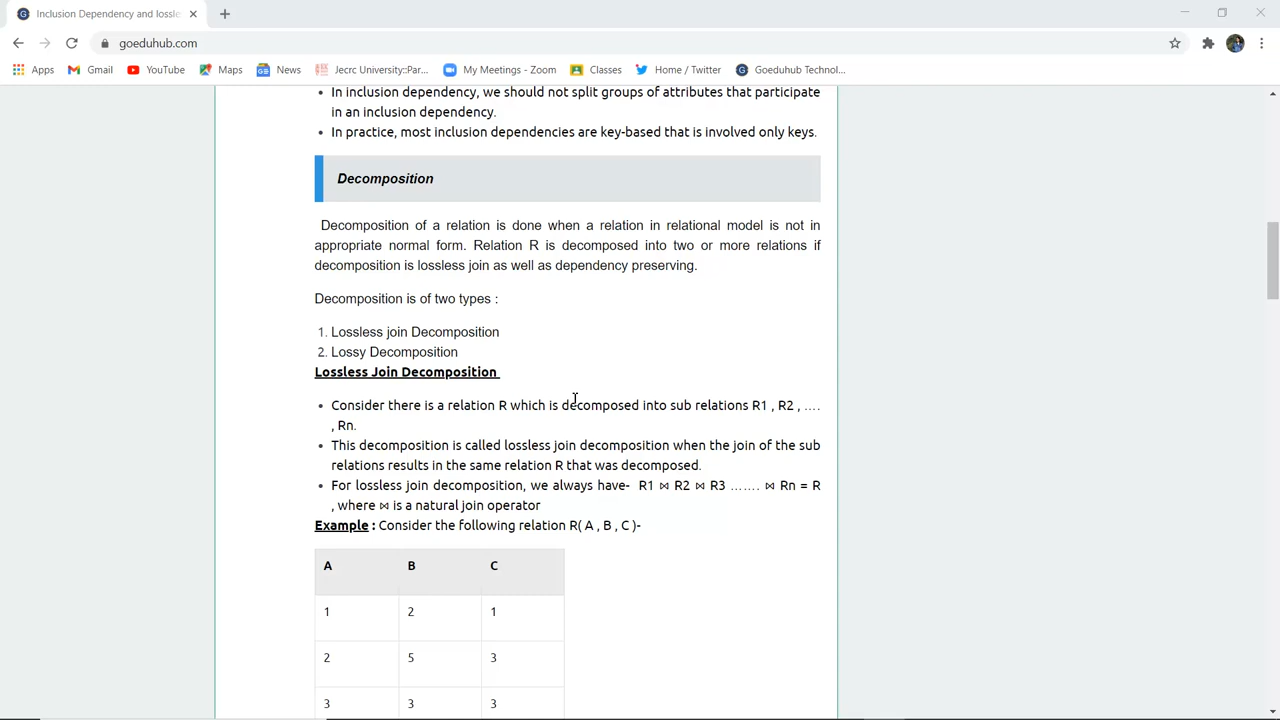 Inclusion Dependency and lossle
goeduhub.com
Apps Gmail YouTube Maps News Jecrc University::Par... My Meetings - Zoom Classes Home / Twitter Goeduhub Technol...
• In inclusion dependency, we should not split groups of attributes that participate
in an inclusion dependency.
• In practice, most inclusion dependencies are key-based that is involved only keys.
Decomposition
Decomposition of a relation is done when a relation in relational model is not in
appropriate normal form. Relation R is decomposed into two or more relations if
decomposition is lossless join as well as dependency preserving.
Decomposition is of two types :
1. Lossless join Decomposition
2. Lossy Decomposition
Lossless Join Decomposition
• Consider there is a relation R which is decomposed into sub relations R1 , R2 , ....
, Rn.
• This decomposition is called lossless join decomposition when the join of the sub
relations results in the same relation R that was decomposed.
• For lossless join decomposition, we always have- R1 ⋈ R2 ⋈ R3 ……. ⋈ Rn = R
, where ⋈ is a natural join operator
Example : Consider the following relation R( A , B , C )-
A B C
1 2 1
2 5 3
3 3 3